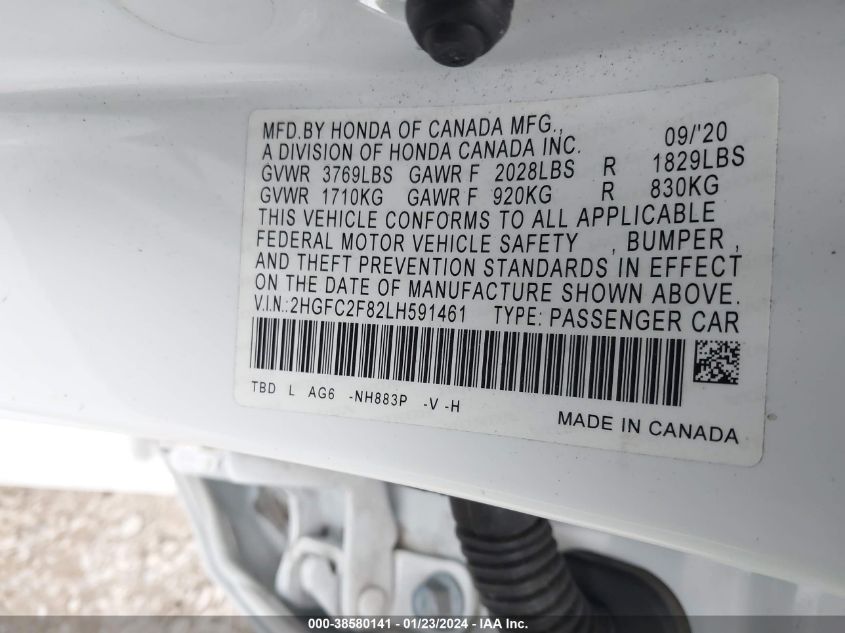 MFD.BY HONDA OF CANADA MFG., 09/'20
A DIVISION OF HONDA CANADA INC.
GVWR 3769LBS GAWR F 2028LBS R 1829LBS
GVWR 1710KG GAWR F 920KG R 830KG
THIS VEHICLE CONFORMS TO ALL APPLICABLE
FEDERAL MOTOR VEHICLE SAFETY , BUMPER ,
AND THEFT PREVENTION STANDARDS IN EFFECT
ON THE DATE OF MANUFACTURE SHOWN ABOVE.
V.I.N.:2HGFC2F82LH591461 TYPE: PASSENGER CAR
TBD L AG6 -NH883P -V -H
MADE IN CANADA
000-38580141 - 01/23/2024 - IAAI Inc.